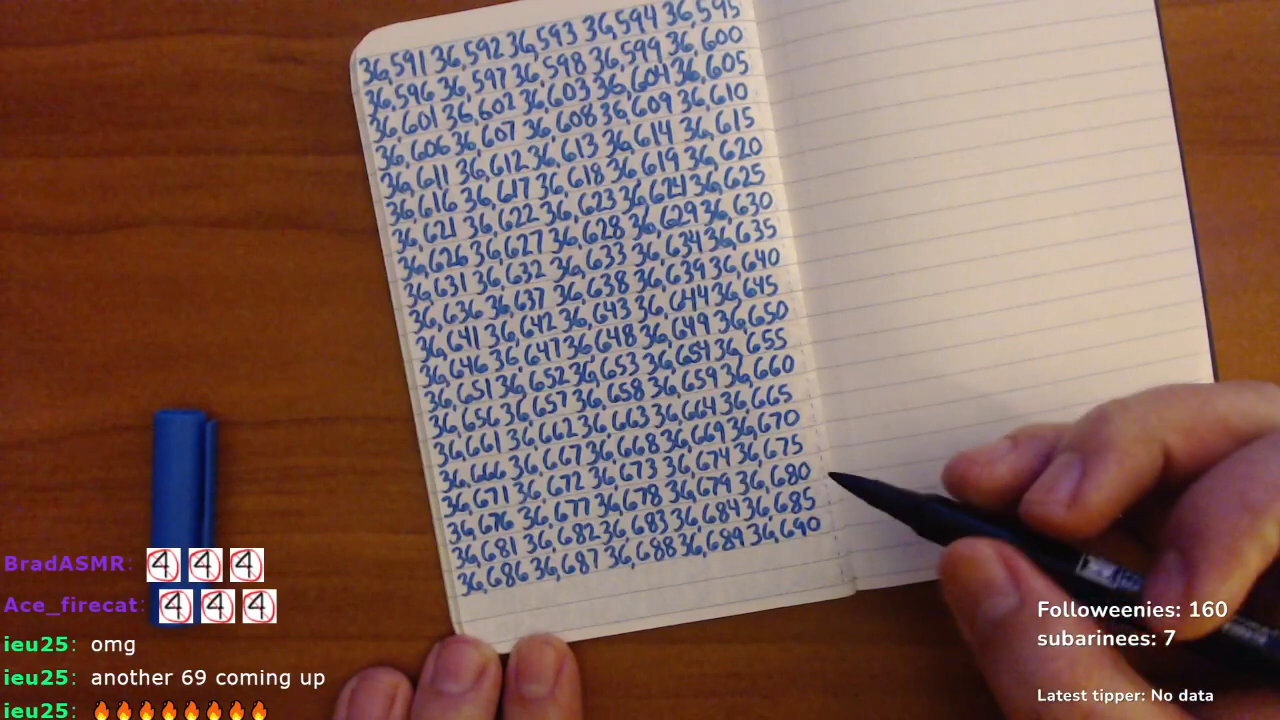 36,591 36,592 36,593 36,594 36,595
36,596 36,597 36,598 36,599 36,600
36,601 36,602 36,603 36,604 36,605
36,606 36,607 36,608 36,609 36,610
36,611 36,612 36,613 36,614 36,615
36,616 36,617 36,618 36,619 36,620
36,621 36,622 36,623 36,624 36,625
36,626 36,627 36,628 36,629 36,630
36,631 36,632 36,633 36,634 36,635
36,636 36,637 36,638 36,639 36,640
36,641 36,642 36,643 36,644 36,645
36,646 36,647 36,648 36,649 36,650
36,651 36,652 36,653 36,654 36,655
36,656 36,657 36,658 36,659 36,660
36,661 36,662 36,663 36,664 36,665
36,666 36,667 36,668 36,669 36,670
36,671 36,672 36,673 36,674 36,675
36,676 36,677 36,678 36,679 36,680
36,681 36,682 36,683 36,684 36,685
36,686 36,687 36,688 36,689 36,690
BradASMR: 4 4 4
Ace_firecat: 4 4 4
ieu25: omg
ieu25: another 69 coming up
ieu25: 🔥🔥🔥🔥🔥🔥🔥🔥
Followeenies: 160
subarinees: 7
Latest tipper: No data